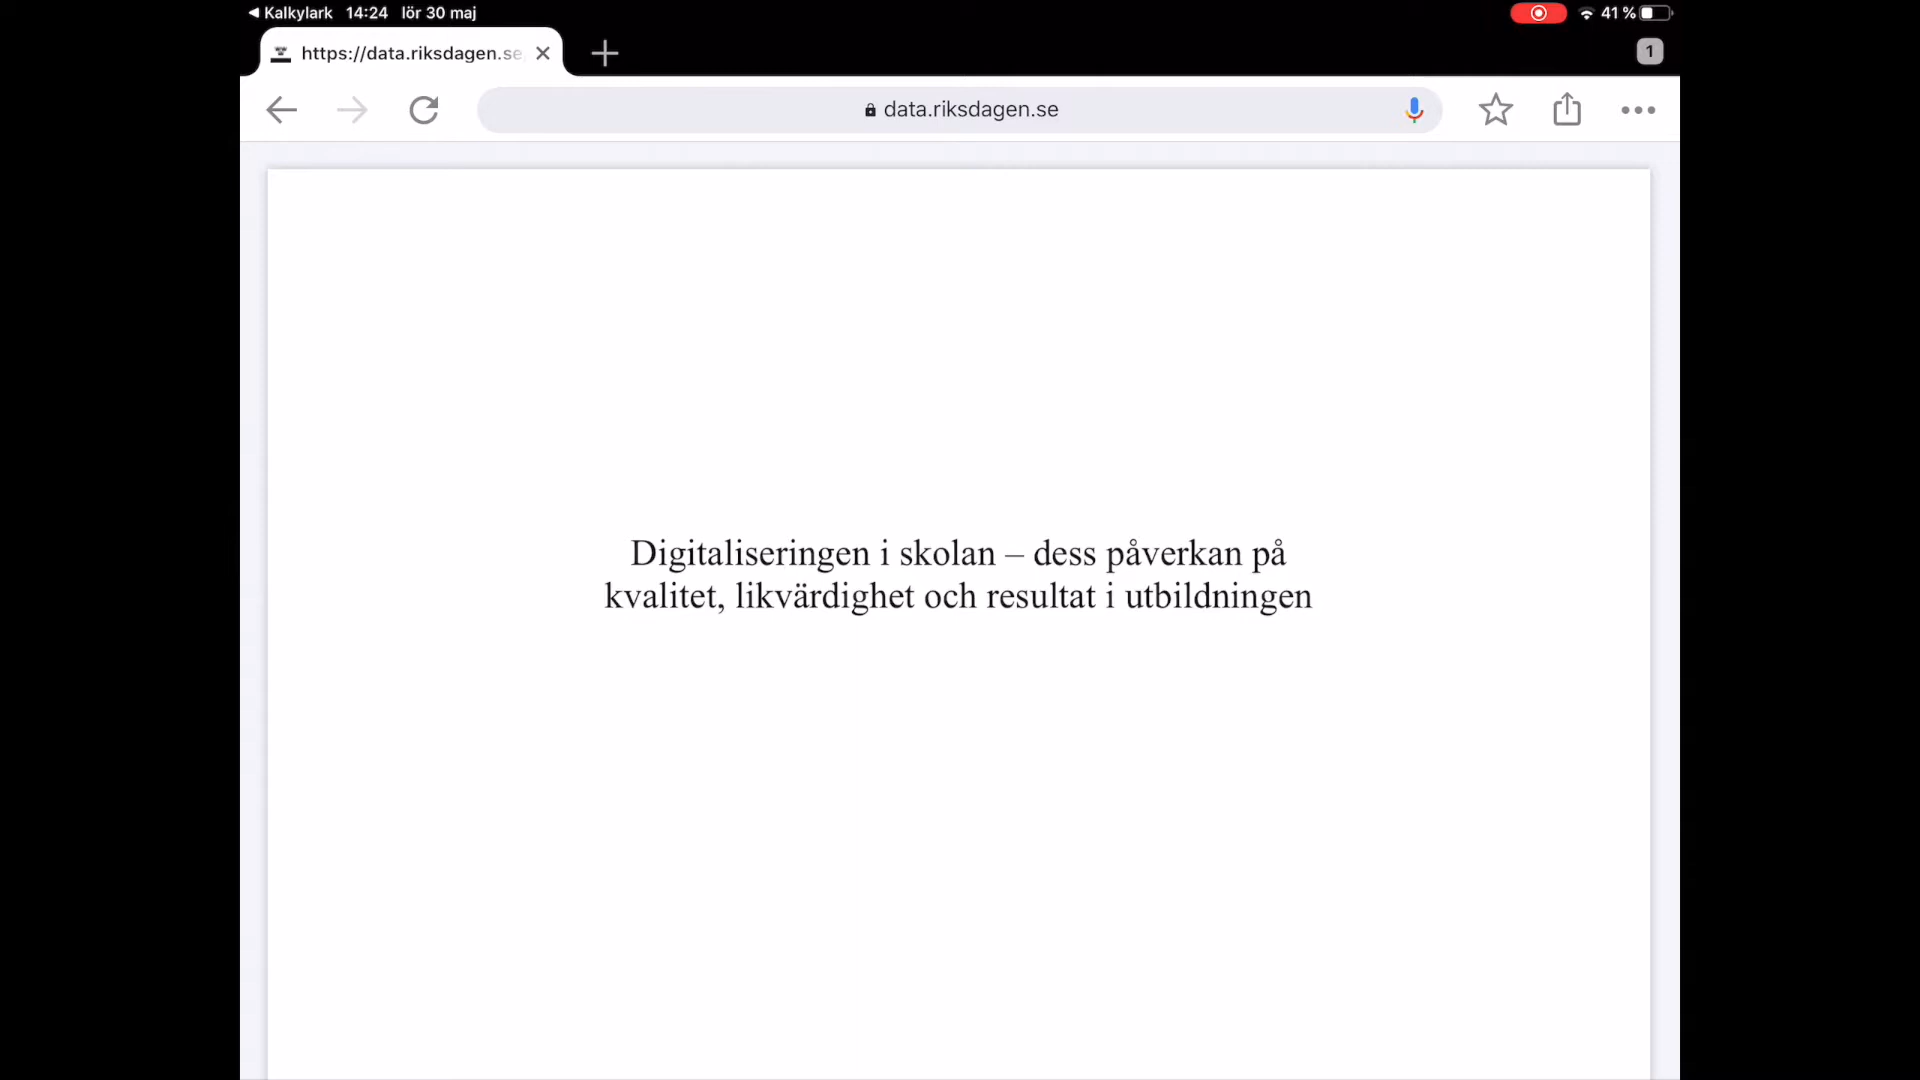 Kalkylark 14:24 lör 30 maj 41 %
https://data.riksdagen.se 1
data.riksdagen.se
Digitaliseringen i skolan – dess påverkan på
kvalitet, likvärdighet och resultat i utbildningen